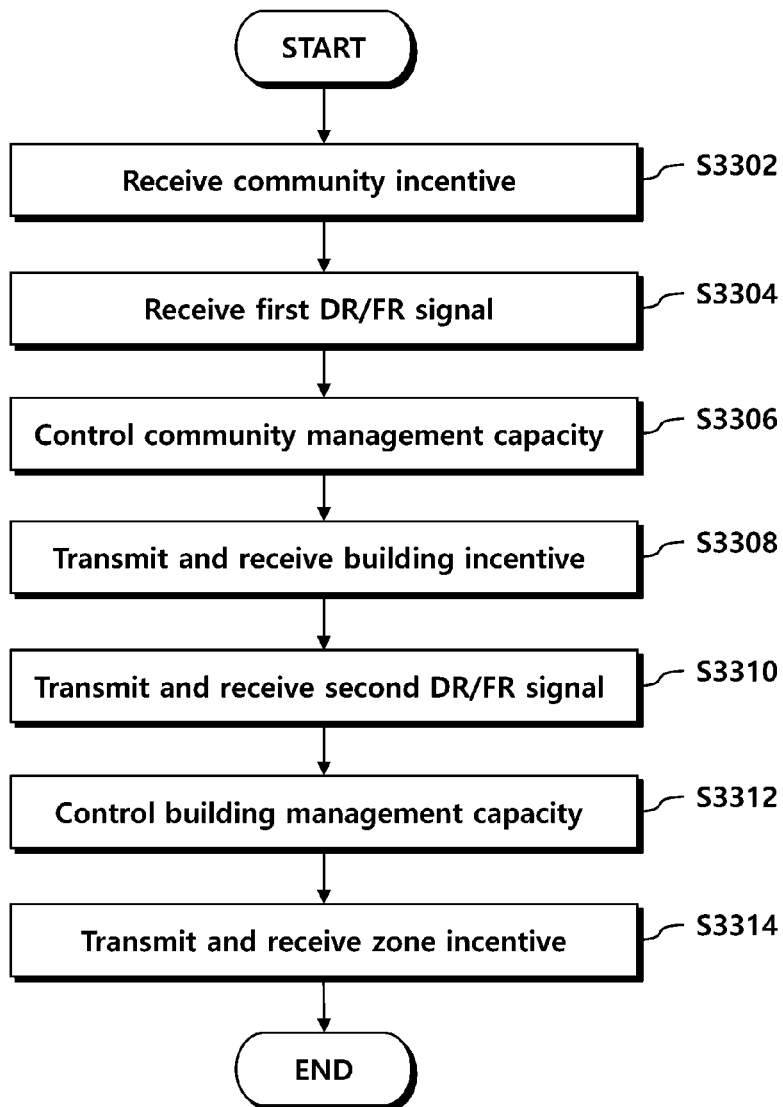 START
Receive community incentive
S3302
Receive first DR/FR signal
S3304
Control community management capacity
S3306
Transmit and receive building incentive
S3308
Transmit and receive second DR/FR signal
S3310
Control building management capacity
S3312
Transmit and receive zone incentive
S3314
END